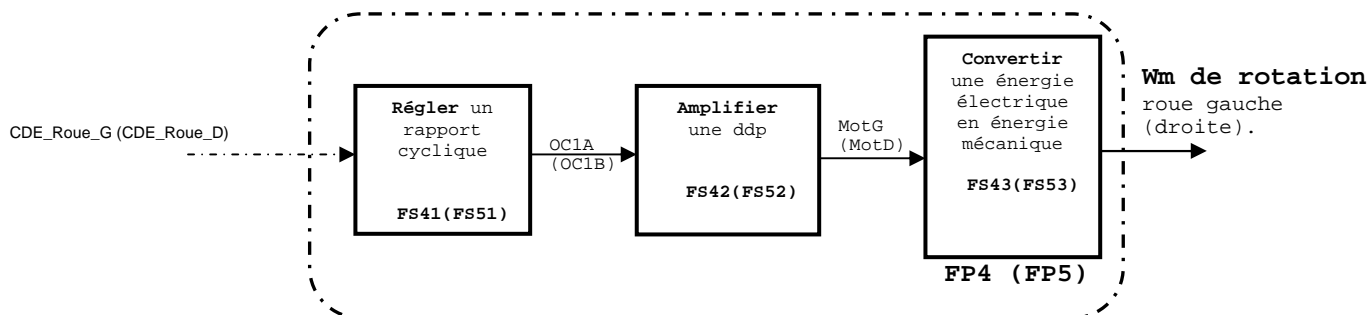 CDE_Roue_G (CDE_Roue_D)
Régler un
rapport
cyclique
FS41(FS51)
OC1A
(OC1B)
Amplifier
une ddp
FS42(FS52)
MotG
(MotD)
Convertir
une énergie
électrique
en énergie
mécanique
FS43(FS53)
FP4 (FP5)
Wm de rotation
roue gauche
(droite).